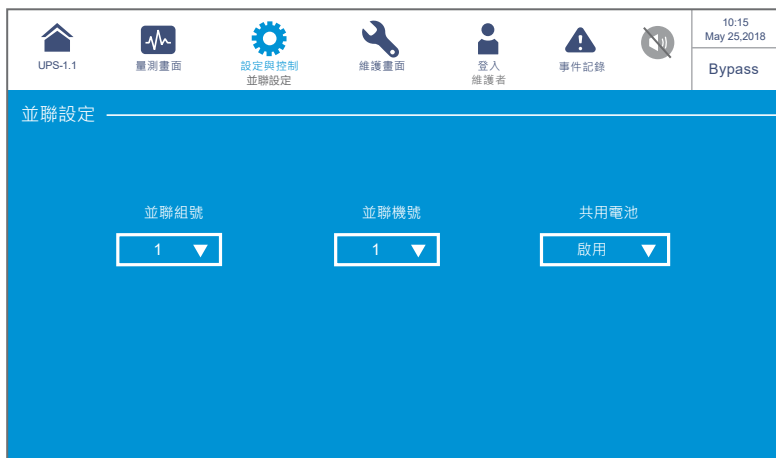 UPS-1.1
量測畫面
設定與控制
並聯設定
維護畫面
登入
維護者
事件記錄
10:15
May 25,2018
Bypass
並聯設定
並聯組號
並聯機號
共用電池
1
1
啟用